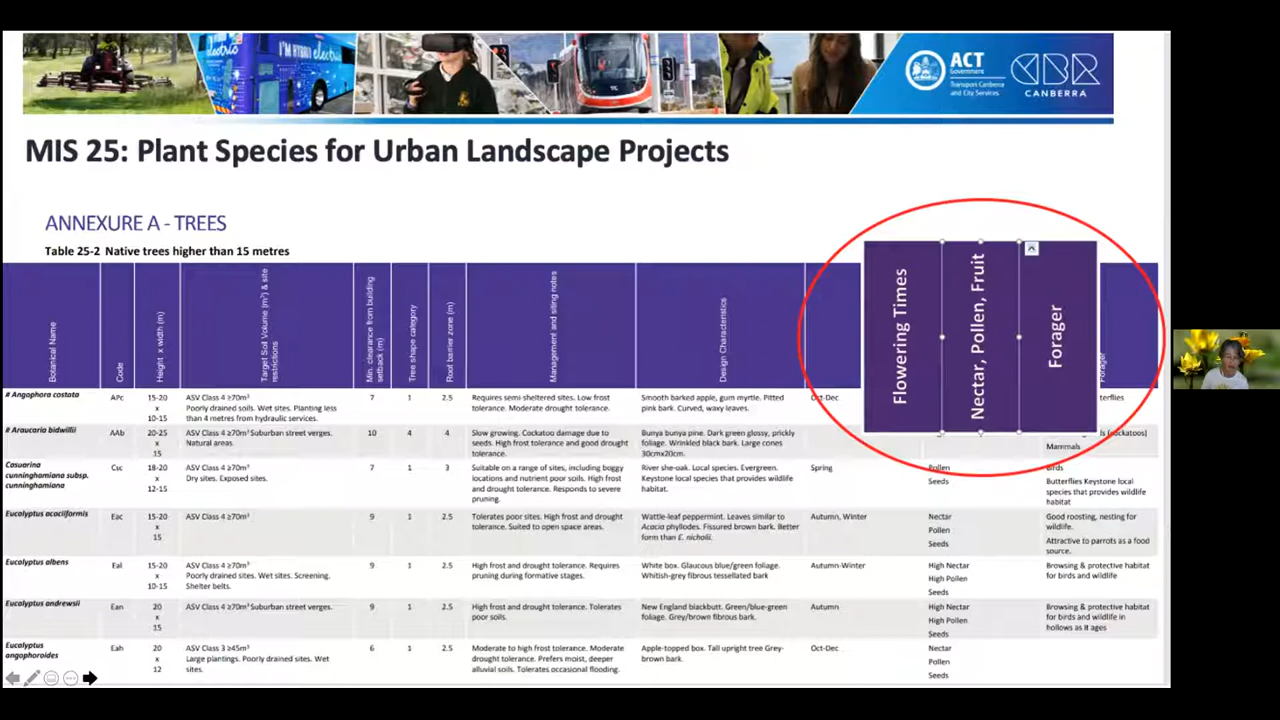 electric
I'M HYBRID electric
ACT
Government
Transport Canberra
and City Services
CBR
CANBERRA
MIS 25: Plant Species for Urban Landscape Projects
ANNEXURE A - TREES
Table 25-2 Native trees higher than 15 metres
Botanical Name
Code
Height x width (m)
Target Soil Volume (m³) & site
restrictions
Min. clearance from building
setback (m)
Tree shape category
Root barrier zone (m)
Management and siting notes
Design Characteristics
Flowering Times
Nectar, Pollen, Fruit
Forager
Forager
# Angophora costata
APc
15-20
x
10-15
ASV Class 4 ≥70m³
Poorly drained soils. Wet sites. Planting less
than 4 metres from hydraulic services.
7
1
2.5
Requires semi-sheltered sites. Low frost
tolerance. Moderate drought tolerance.
Smooth barked apple, gum myrtle. Pitted
pink bark. Curved, waxy leaves.
Oct-Dec
# Araucaria bidwillii
AAb
20-25
x
15
ASV Class 4 ≥70m³ Suburban street verges.
Natural areas.
10
4
4
Slow growing. Cockatoo damage due to
seeds. High frost tolerance and good drought
tolerance.
Bunya bunya pine. Dark green glossy, prickly
foliage. Wrinkled black bark. Large cones
30cmx20cm.
Mammals
Casuarina
cunninghamiana subsp.
cunninghamiana
Csc
18-20
x
12-15
ASV Class 4 ≥70m³
Dry sites. Exposed sites.
7
1
3
Suitable on a range of sites, including boggy
locations and nutrient poor soils. High frost
and drought tolerance. Responds to severe
pruning.
River she-oak. Local species. Evergreen.
Keystone local species that provides wildlife
habitat.
Spring
Pollen
Seeds
Birds
Butterflies Keystone local
species that provides wildlife
habitat
Eucalyptus acaciiformis
Eac
15-20
x
15
ASV Class 4 ≥70m³
9
1
2.5
Tolerates poor sites. High frost and drought
tolerance. Suited to open space areas.
Wattle-leaf peppermint. Leaves similar to
Acacia phyllodes. Fissured brown bark. Better
form than E. nicholii.
Autumn, Winter
Nectar
Pollen
Seeds
Good roosting, nesting for
wildlife.
Attractive to parrots as a food
source.
Eucalyptus albens
Eal
15-20
x
10-15
ASV Class 4 ≥70m³
Poorly drained sites. Wet sites. Screening.
Shelter belts.
9
1
2.5
High frost and drought tolerance. Requires
pruning during formative stages.
White box. Glaucous blue/green foliage.
Whitish-grey fibrous tessellated bark
Autumn-Winter
High Nectar
High Pollen
Seeds
Browsing & protective habitat
for birds and wildlife
Eucalyptus andrewsii
Ean
20
x
15
ASV Class 4 ≥70m³ Suburban street verges.
9
1
2.5
High frost and drought tolerance. Tolerates
poor soils.
New England blackbutt. Green/blue-green
foliage. Grey/brown fibrous bark.
Autumn
High Nectar
High Pollen
Seeds
Browsing & protective habitat
for birds and wildlife in
hollows as it ages
Eucalyptus
angophoroides
Eah
20
x
12
ASV Class 3 ≥45m³
Large plantings. Poorly drained sites. Wet
sites.
6
1
2.5
Moderate to high frost tolerance. Moderate
drought tolerance. Prefers moist, deeper
alluvial soils. Tolerates occasional flooding.
Apple-topped box. Tall upright tree Grey-
brown bark.
Oct-Dec
Nectar
Pollen
Seeds